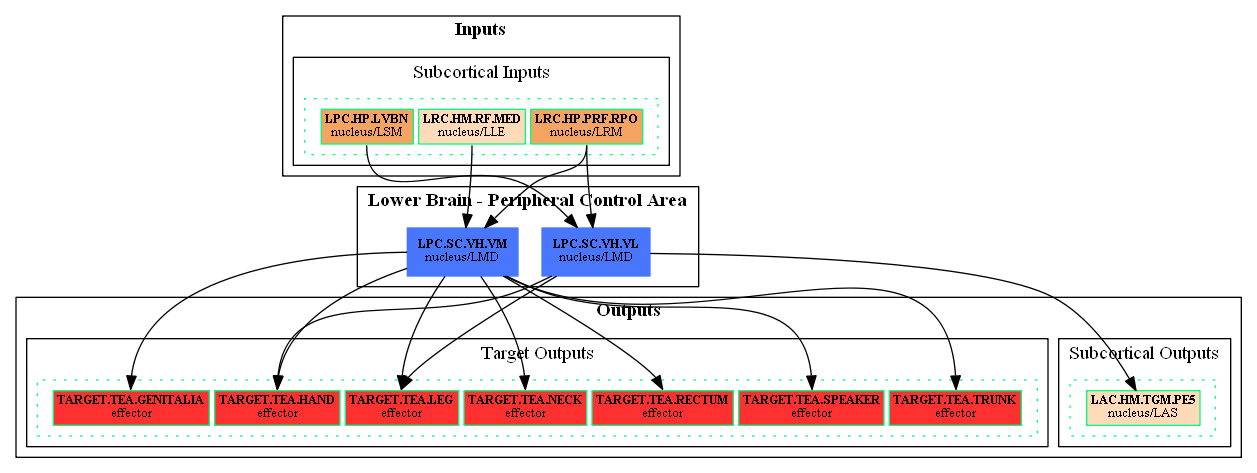 Inputs
Subcortical Inputs
LPC.HP.LVBN
nucleus/LSM
LRC.HM.RF.MED
nucleus/LLE
LRC.HP.PRF.RPO
nucleus/LRM
Lower Brain - Peripheral Control Area
LPC.SC.VH.VM
nucleus/LMD
LPC.SC.VH.VL
nucleus/LMD
Outputs
Target Outputs
TARGET.TEA.GENITALIA
effector
TARGET.TEA.HAND
effector
TARGET.TEA.LEG
effector
TARGET.TEA.NECK
effector
TARGET.TEA.RECTUM
effector
TARGET.TEA.SPEAKER
effector
TARGET.TEA.TRUNK
effector
Subcortical Outputs
LAC.HM.TGM.PE5
nucleus/LAS